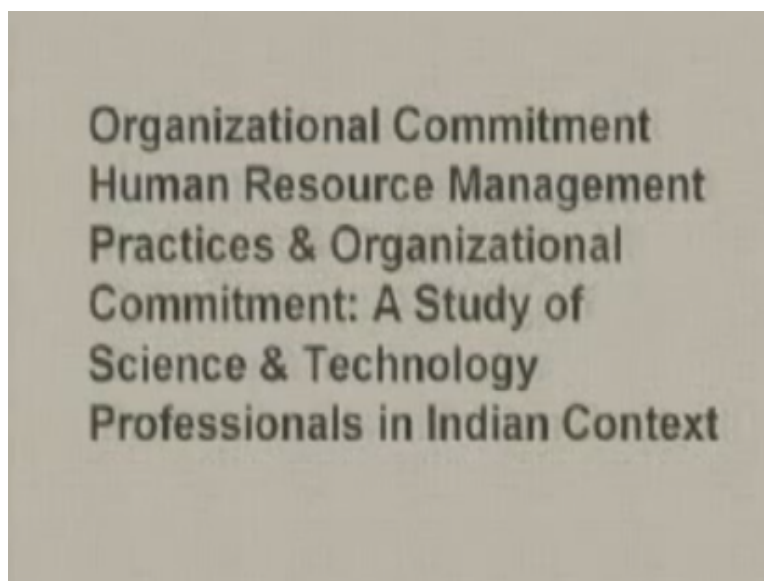 Organizational Commitment
Human Resource Management
Practices & Organizational
Commitment: A Study of
Science & Technology
Professionals in Indian Context